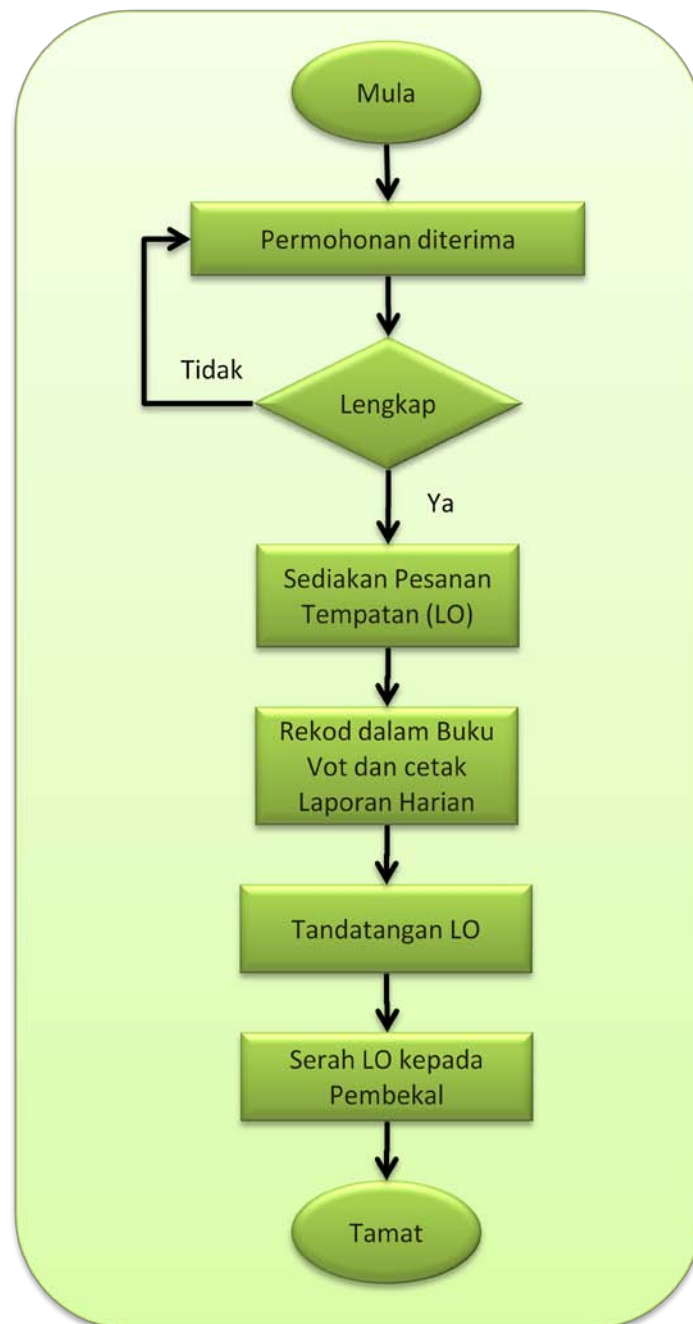 Mula
Permohonan diterima
Tidak
Lengkap
Ya
Sediakan Pesanan
Tempatan (LO)
Rekod dalam Buku
Vot dan cetak
Laporan Harian
Tandatangan LO
Serah LO kepada
Pembekal
Tamat